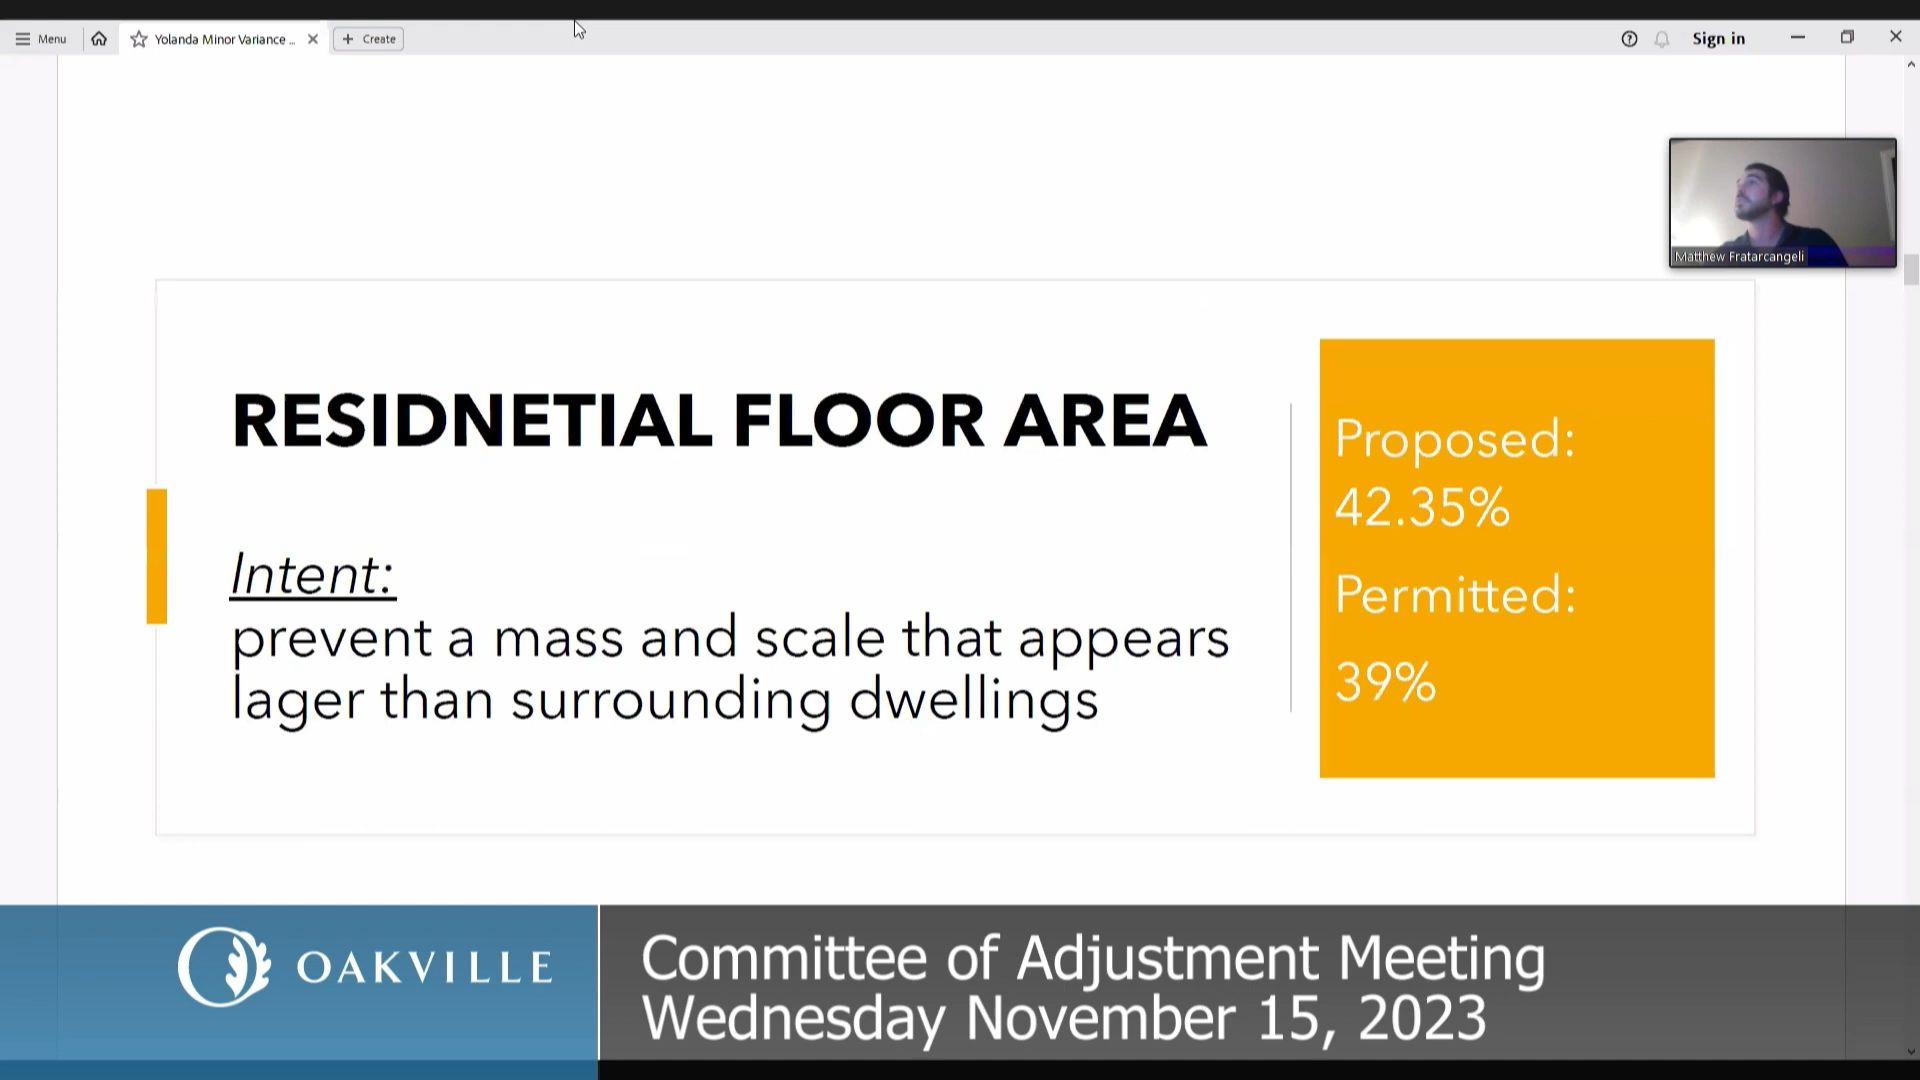 Menu
Yolanda Minor Variance ...
Create
Sign in
Matthew Fratarcangeli
RESIDNETIAL FLOOR AREA
Intent:
prevent a mass and scale that appears
lager than surrounding dwellings
Proposed:
42.35%
Permitted:
39%
OAKVILLE
Committee of Adjustment Meeting
Wednesday November 15, 2023